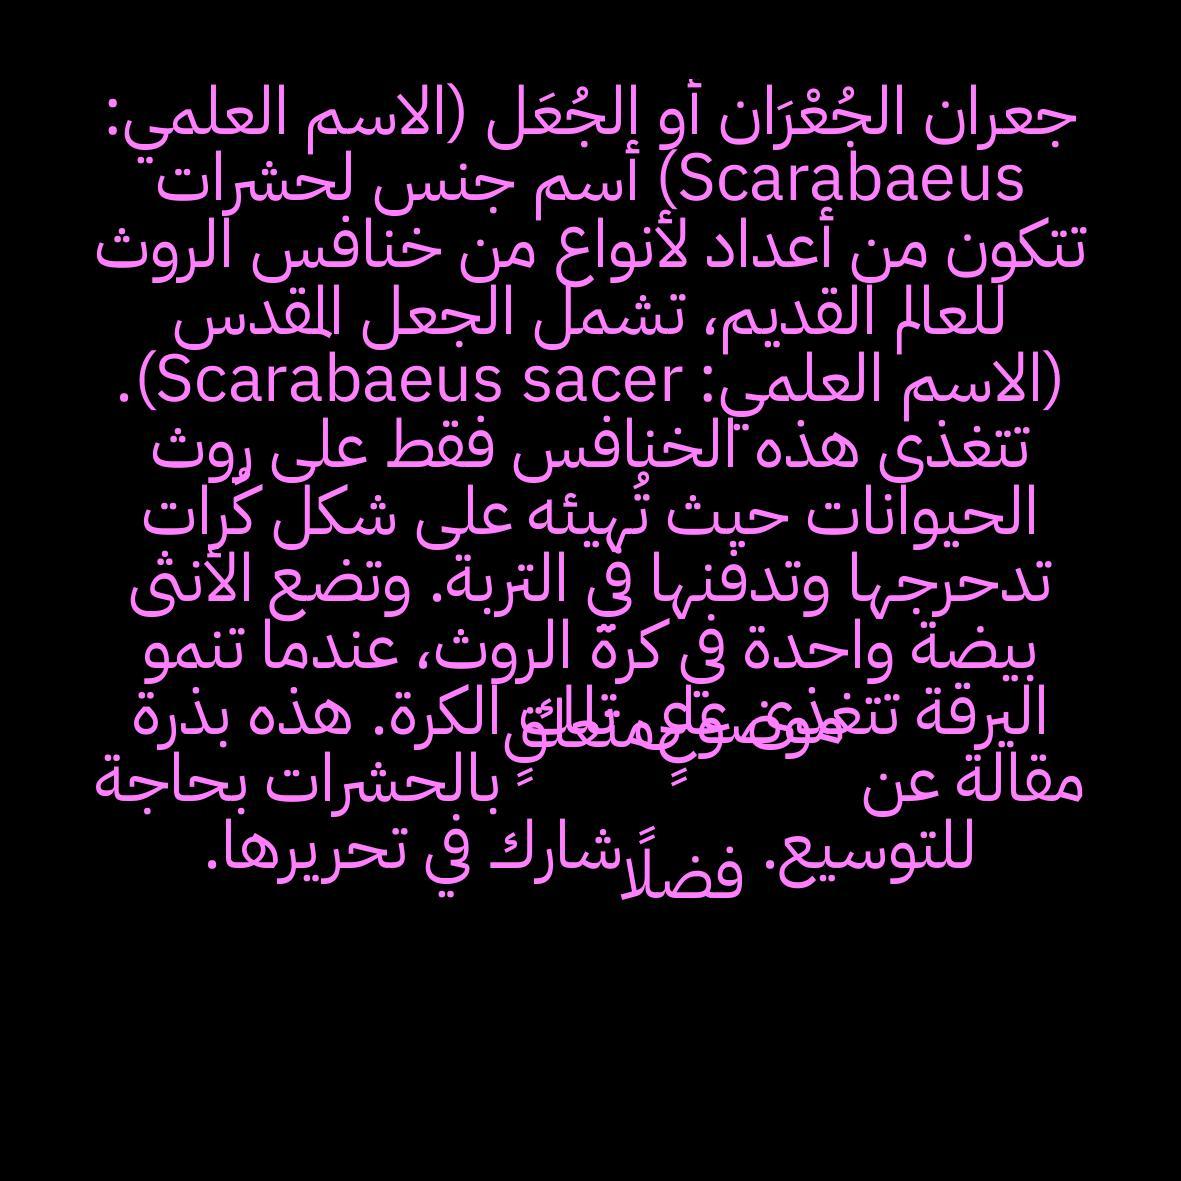 جعران الجُعْرَان أو الجُعَل (الاسم العلمي:
Scarabaeus) أسم جنس لحشرات
تتكون من أعداد لأنواع من خنافس الروث
للعالم القديم، تشمل الجعل المقدس
(الاسم العلمي: Scarabaeus sacer).
تتغذى هذه الخنافس فقط على روث
الحيوانات حيث تُهيئه على شكل كُرات
تدحرجها وتدفنها في التربة. وتضع الأنثى
بيضة واحدة في كرة الروث، عندما تنمو
اليرقة تتغذى على تلك الكرة. هذه بذرة
مقالة عن موضوعٍ متعلقٍ بالحشرات بحاجة
للتوسيع. فضلًا شارك في تحريرها.